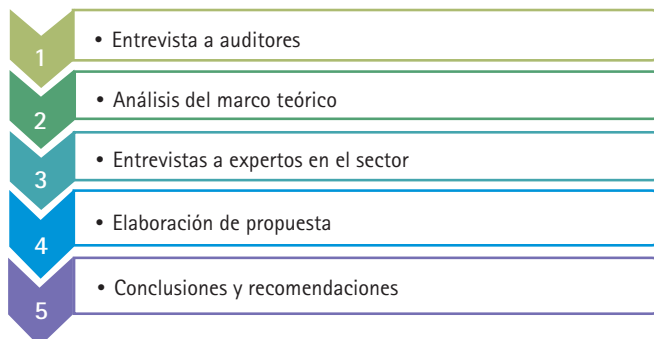 1
• Entrevista a auditores
2
• Análisis del marco teórico
3
• Entrevistas a expertos en el sector
4
• Elaboración de propuesta
5
• Conclusiones y recomendaciones